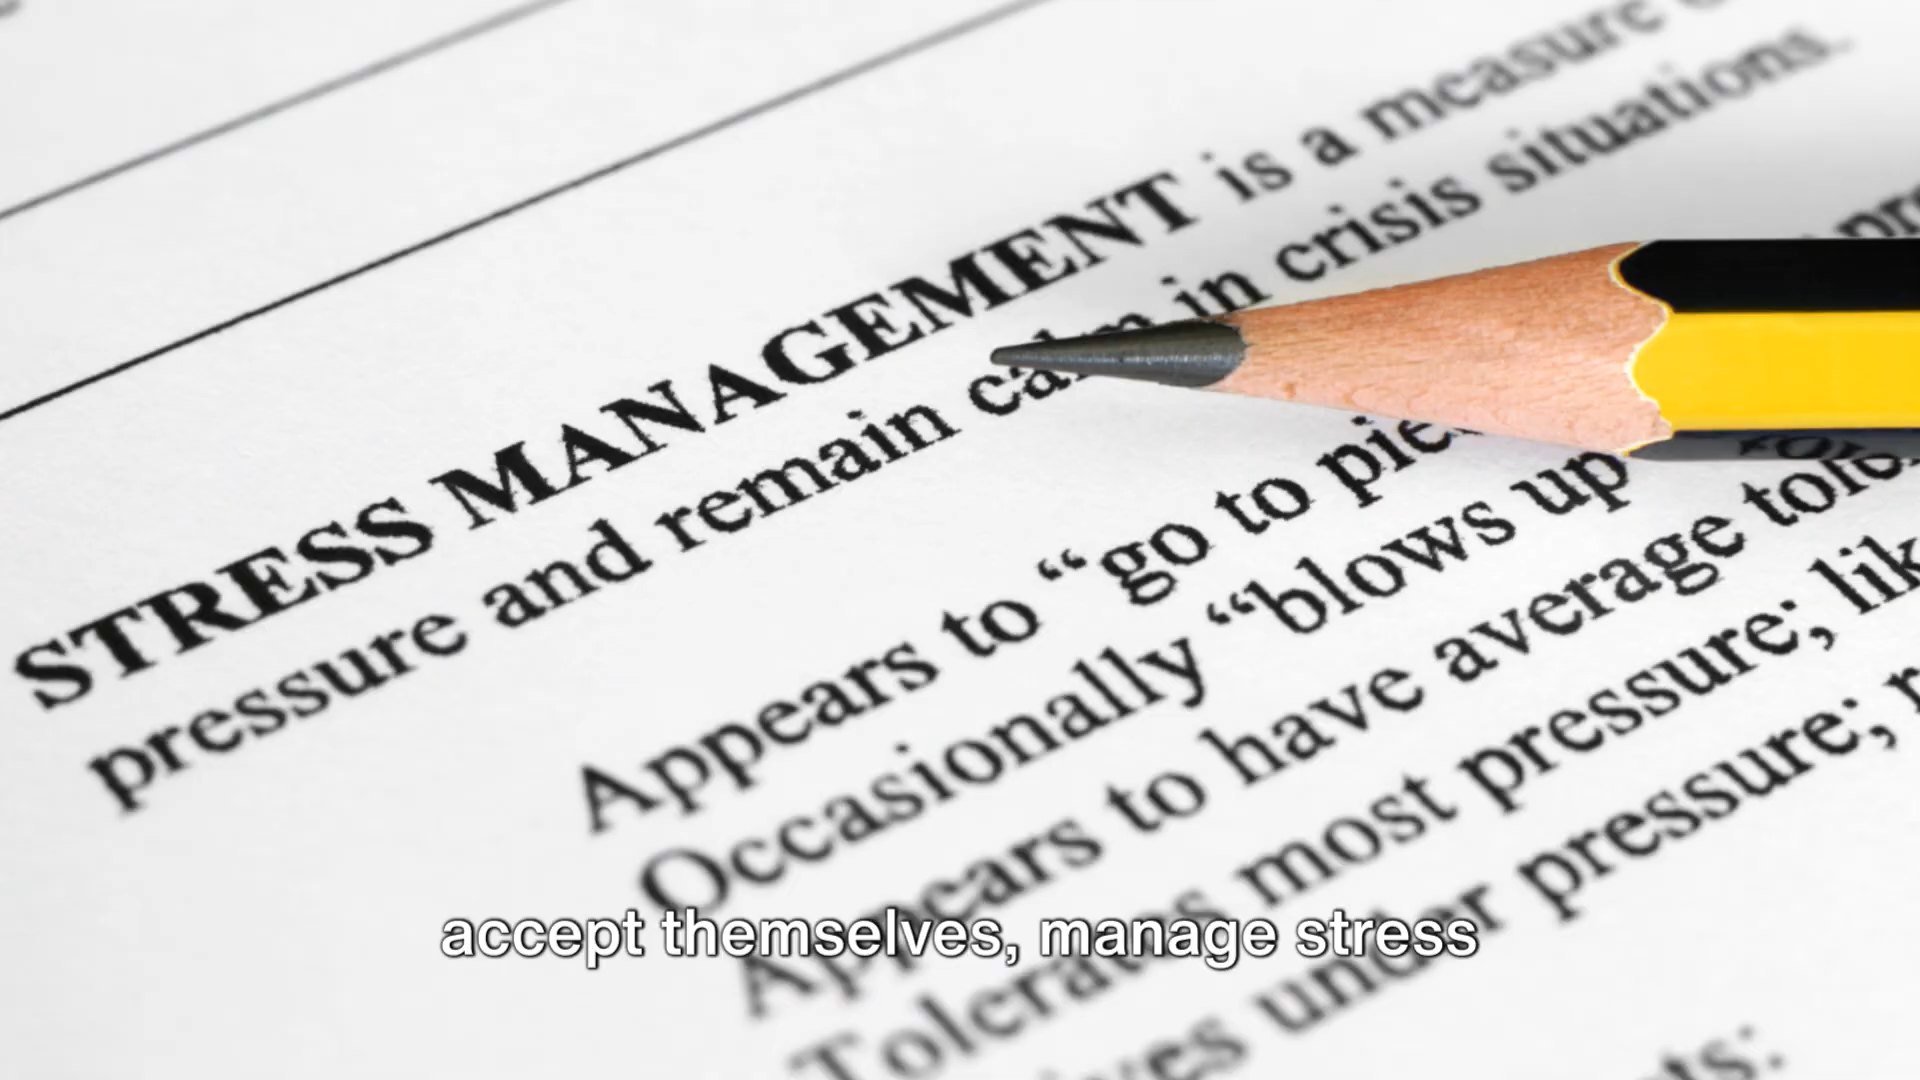 STRESS MANAGEMENT is a measure
pressure and remain calm in crisis situations.
Appears to “go to
Occasionally “blows up
Appears to have average
Tolerates most pressure;
under pressure;
accept themselves, manage stress